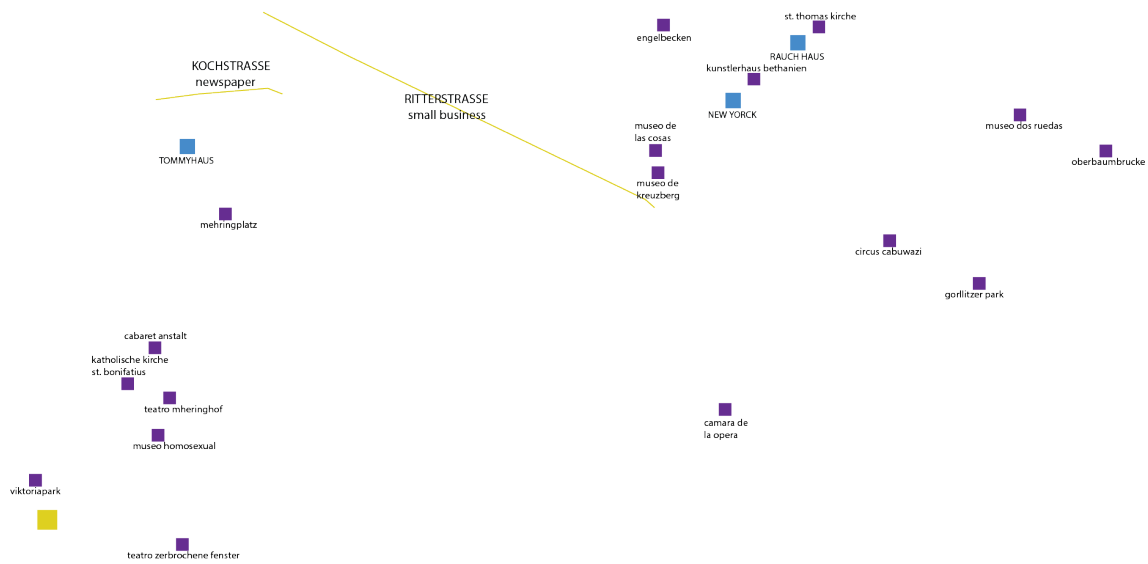 st. thomas kirche
engelbecken
RAUCH HAUS
KOCHSTRASSE
newspaper
kunstlerhaus bethanien
RITTERSTRASSE
small business
NEW YORCK
museo de
las cosas
museo dos ruedas
TOMMYHAUS
oberbaumbrucke
museo de
kreuzberg
mehringplatz
circus cabuwazi
gorllitzer park
cabaret anstalt
katholische kirche
st. bonifatius
teatro mheringhof
camara de
la opera
museo homosexual
viktoriapark
teatro zerbrochene fenster